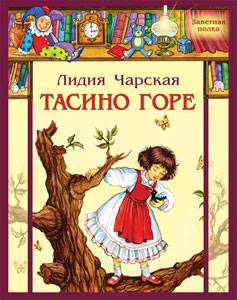 Заветная
полка
Лидия Чарская
ТАСИНО ГОРЕ